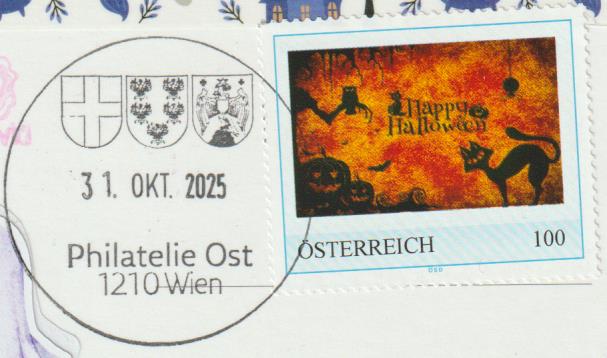 31. OKT. 2025
Philatelie Ost
1210 Wien
Happy
Halloween
ÖSTERREICH 100